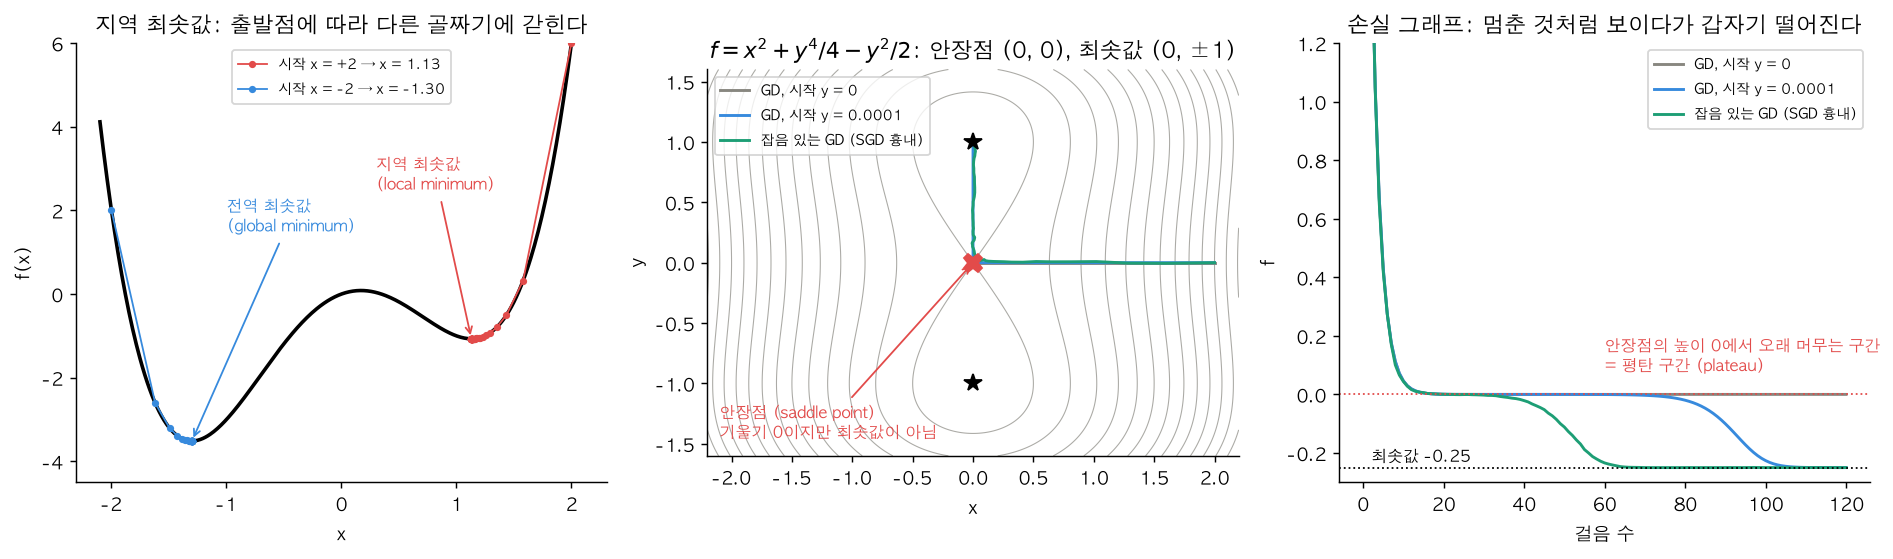 지역 최솟값: 출발점에 따라 다른 골짜기에 갇힌다
시작 x = +2 → x = 1.13
시작 x = -2 → x = -1.30
지역 최솟값
(local minimum)
전역 최솟값
(global minimum)
f(x)
6
4
2
0
-2
-4
-2
-1
0
1
2
x
f = x² + y⁴/4 − y²/2: 안장점 (0, 0), 최솟값 (0, ±1)
GD, 시작 y = 0
GD, 시작 y = 0.0001
잡음 있는 GD (SGD 흉내)
안장점 (saddle point)
기울기 0이지만 최솟값이 아님
y
1.5
1.0
0.5
0.0
-0.5
-1.0
-1.5
-2.0
-1.5
-1.0
-0.5
0.0
0.5
1.0
1.5
2.0
x
손실 그래프: 멈춘 것처럼 보이다가 갑자기 떨어진다
GD, 시작 y = 0
GD, 시작 y = 0.0001
잡음 있는 GD (SGD 흉내)
안장점의 높이 0에서 오래 머무는 구간
= 평탄 구간 (plateau)
최솟값 -0.25
f
1.2
1.0
0.8
0.6
0.4
0.2
0.0
-0.2
0
20
40
60
80
100
걸음 수